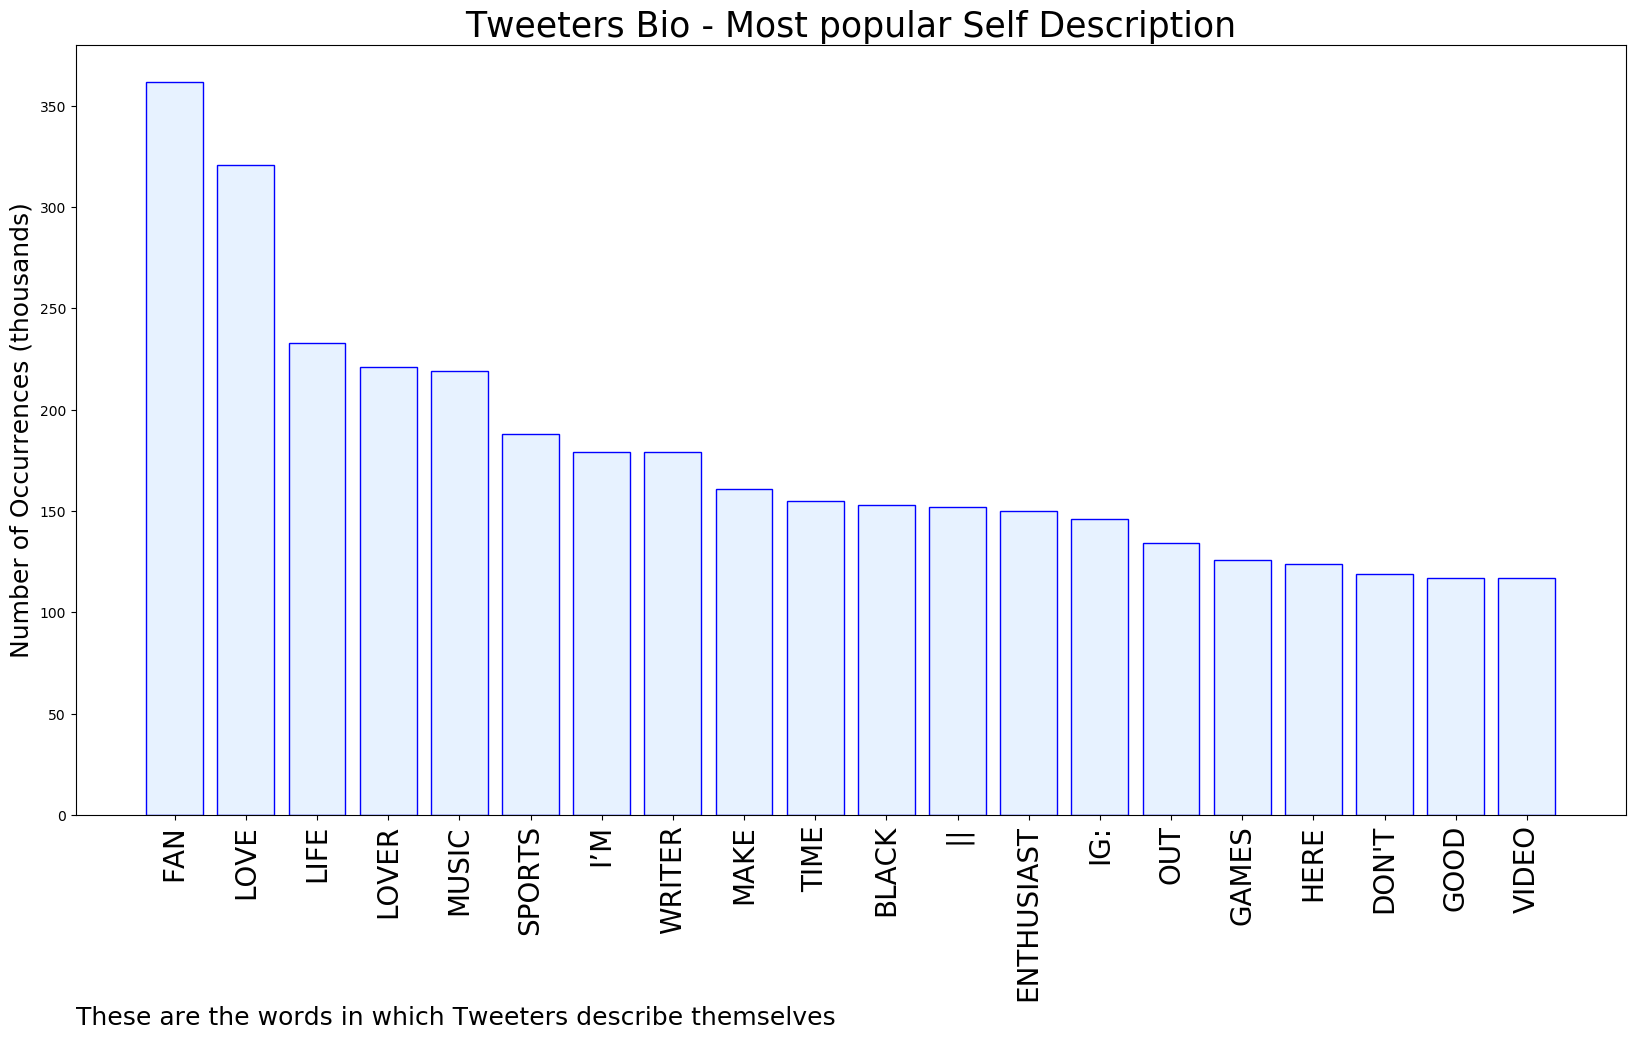 Tweeters Bio - Most popular Self Description
Number of Occurrences (thousands)
350
300
250
200
150
100
50
0
FAN
LOVE
LIFE
LOVER
MUSIC
SPORTS
I’M
WRITER
MAKE
TIME
BLACK
||
ENTHUSIAST
IG:
OUT
GAMES
HERE
DON'T
GOOD
VIDEO
These are the words in which Tweeters describe themselves